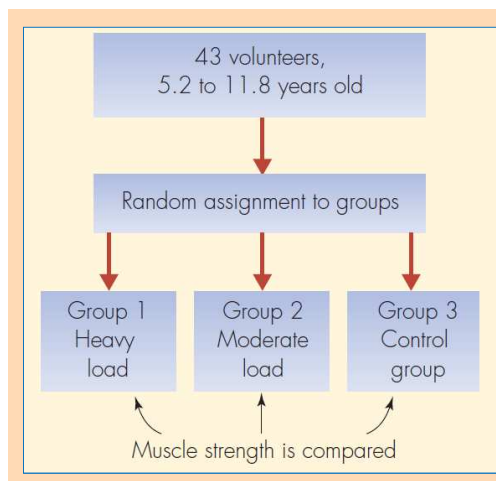 43 volunteers,
5.2 to 11.8 years old
Random assignment to groups
Group 1
Heavy
load
Group 2
Moderate
load
Group 3
Control
group
Muscle strength is compared